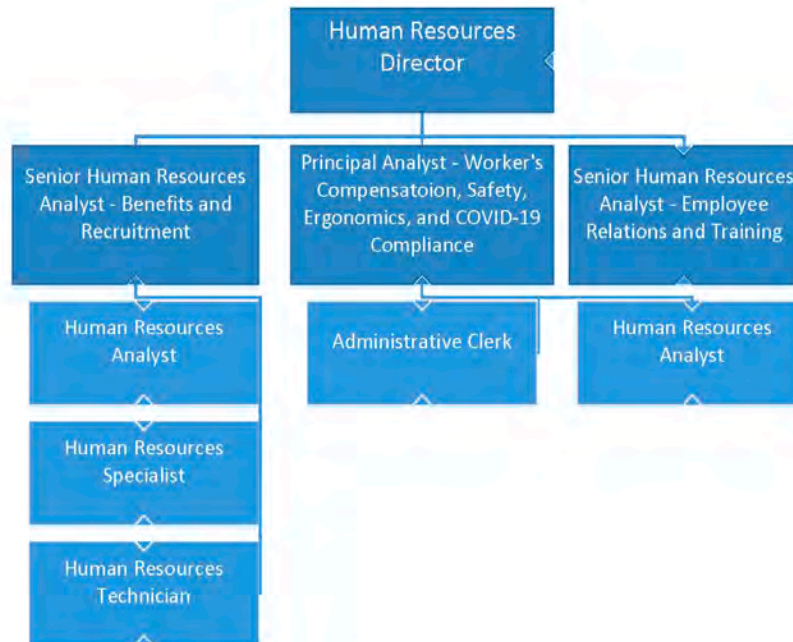 Human Resources
Director
Senior Human Resources
Analyst - Benefits and
Recruitment
Principal Analyst - Worker's
Compensatoion, Safety,
Ergonomics, and COVID-19
Compliance
Senior Human Resources
Analyst - Employee
Relations and Training
Human Resources
Analyst
Administrative Clerk
Human Resources
Analyst
Human Resources
Specialist
Human Resources
Technician